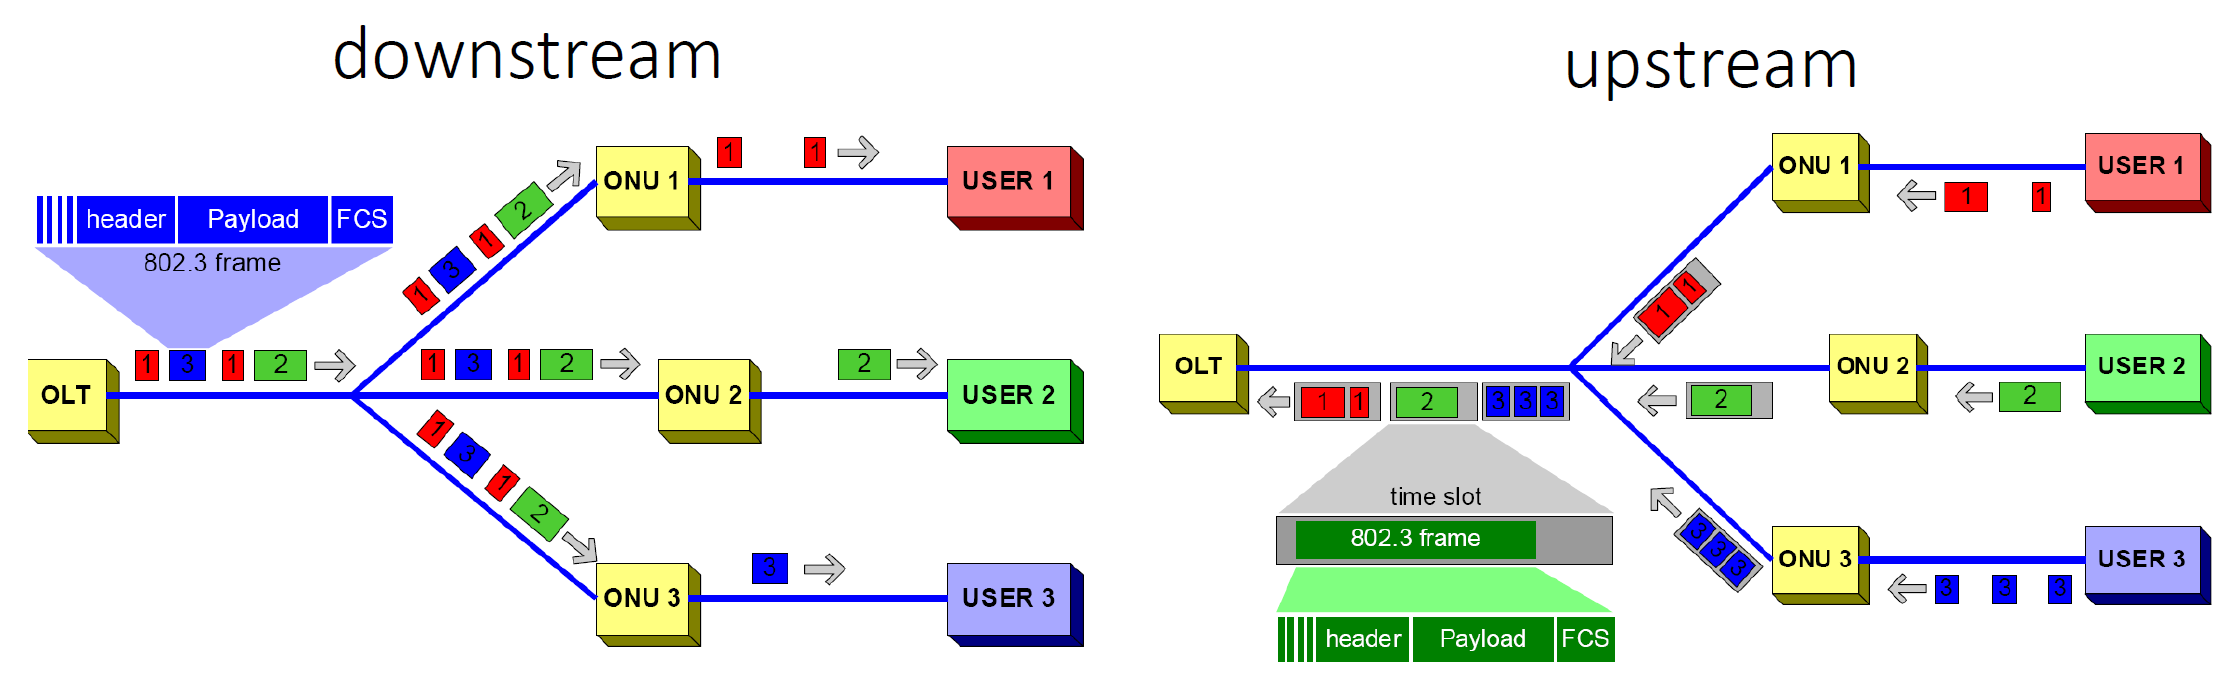 downstream
1 1
ONU 1
USER 1
2
1
3
1
header Payload FCS
802.3 frame
1 3 1 2
OLT
1 3 1 2
ONU 2
2
USER 2
1
3
1
2
3
ONU 3
USER 3
upstream
ONU 1
USER 1
1 1
1 1
OLT
ONU 2
USER 2
1 1 2 3 3 3
2
2
time slot
802.3 frame
header Payload FCS
3 3 3
ONU 3
USER 3
3 3 3